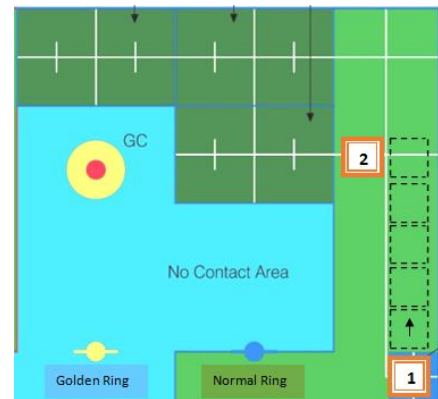 GC
2
No Contact Area
Golden Ring
Normal Ring
1